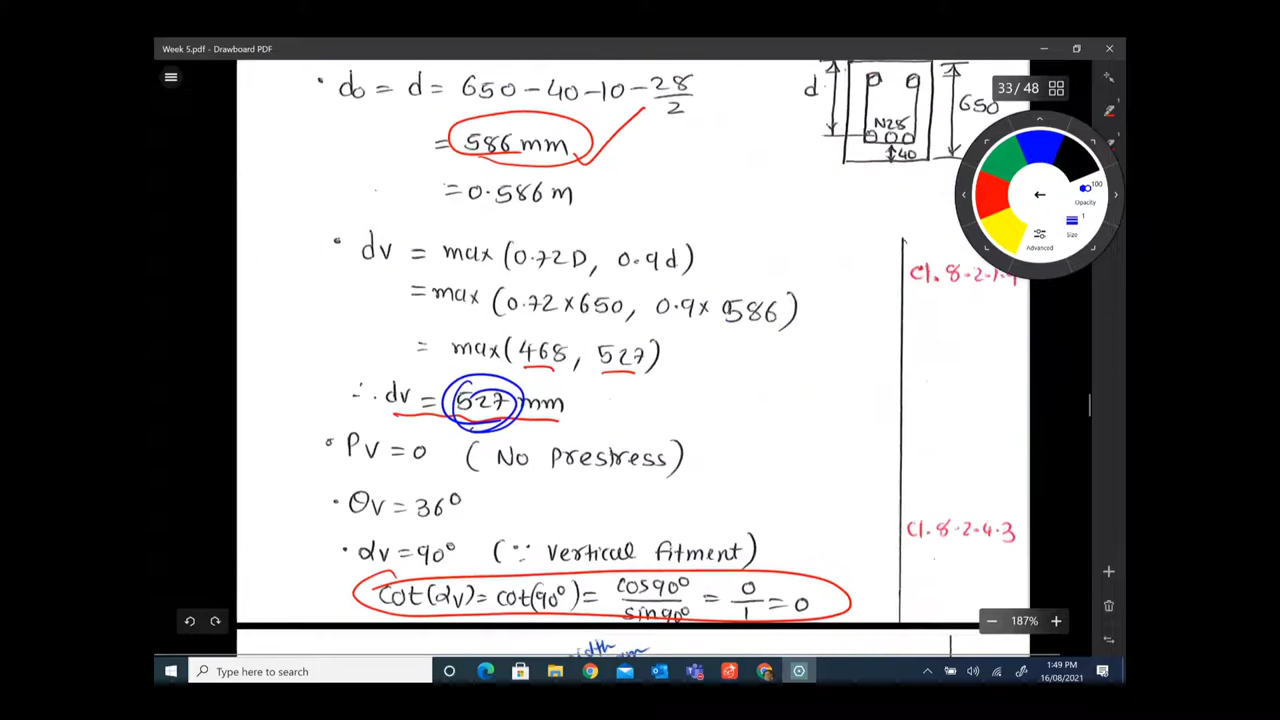 Week 5.pdf - Drawboard PDF
33 / 48
• do = d = 650 - 40 - 10 - 28/2
= 586 mm
= 0.586 m
d
650
N28
40
100
Opacity
1
Size
Advanced
• dv = max (0.72D, 0.9d)
= max (0.72×650, 0.9× 586)
= max(468, 527)
∴ dv = 527 mm
• Pv = 0 (No Prestress)
• θv = 36°
• αv = 90° (∵ vertical fitment)
cot(αv) = cot(90°) = cos90°/sin90° = 0/1 = 0
Cl. 8-2-1-9
Cl. 8-2-4-3
187%
Type here to search
1:49 PM
16/08/2021